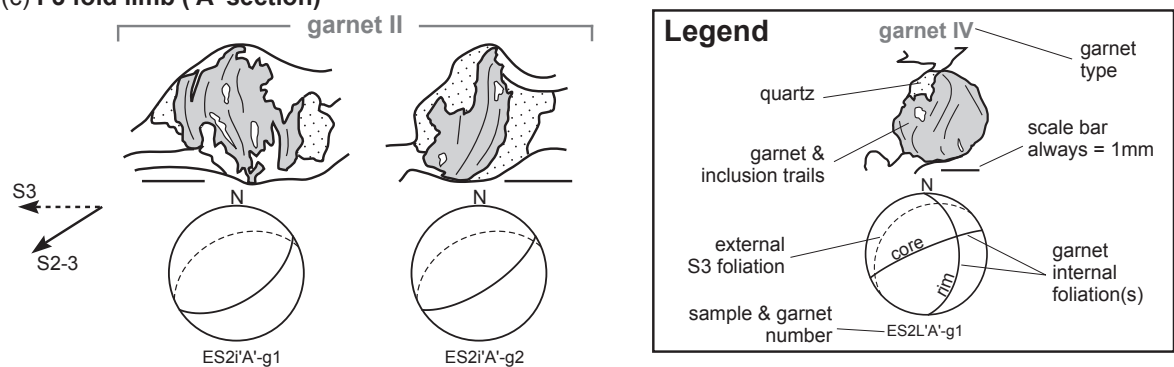 (c) F3 fold limb ('A' section)
garnet II
S3
S2-3
N
ES2i'A'-g1
N
ES2i'A'-g2
Legend
garnet IV
garnet
type
quartz
garnet &
inclusion trails
scale bar
always = 1mm
N
external
S3 foliation
core
rim
garnet
internal
foliation(s)
sample & garnet
number
ES2L'A'-g1